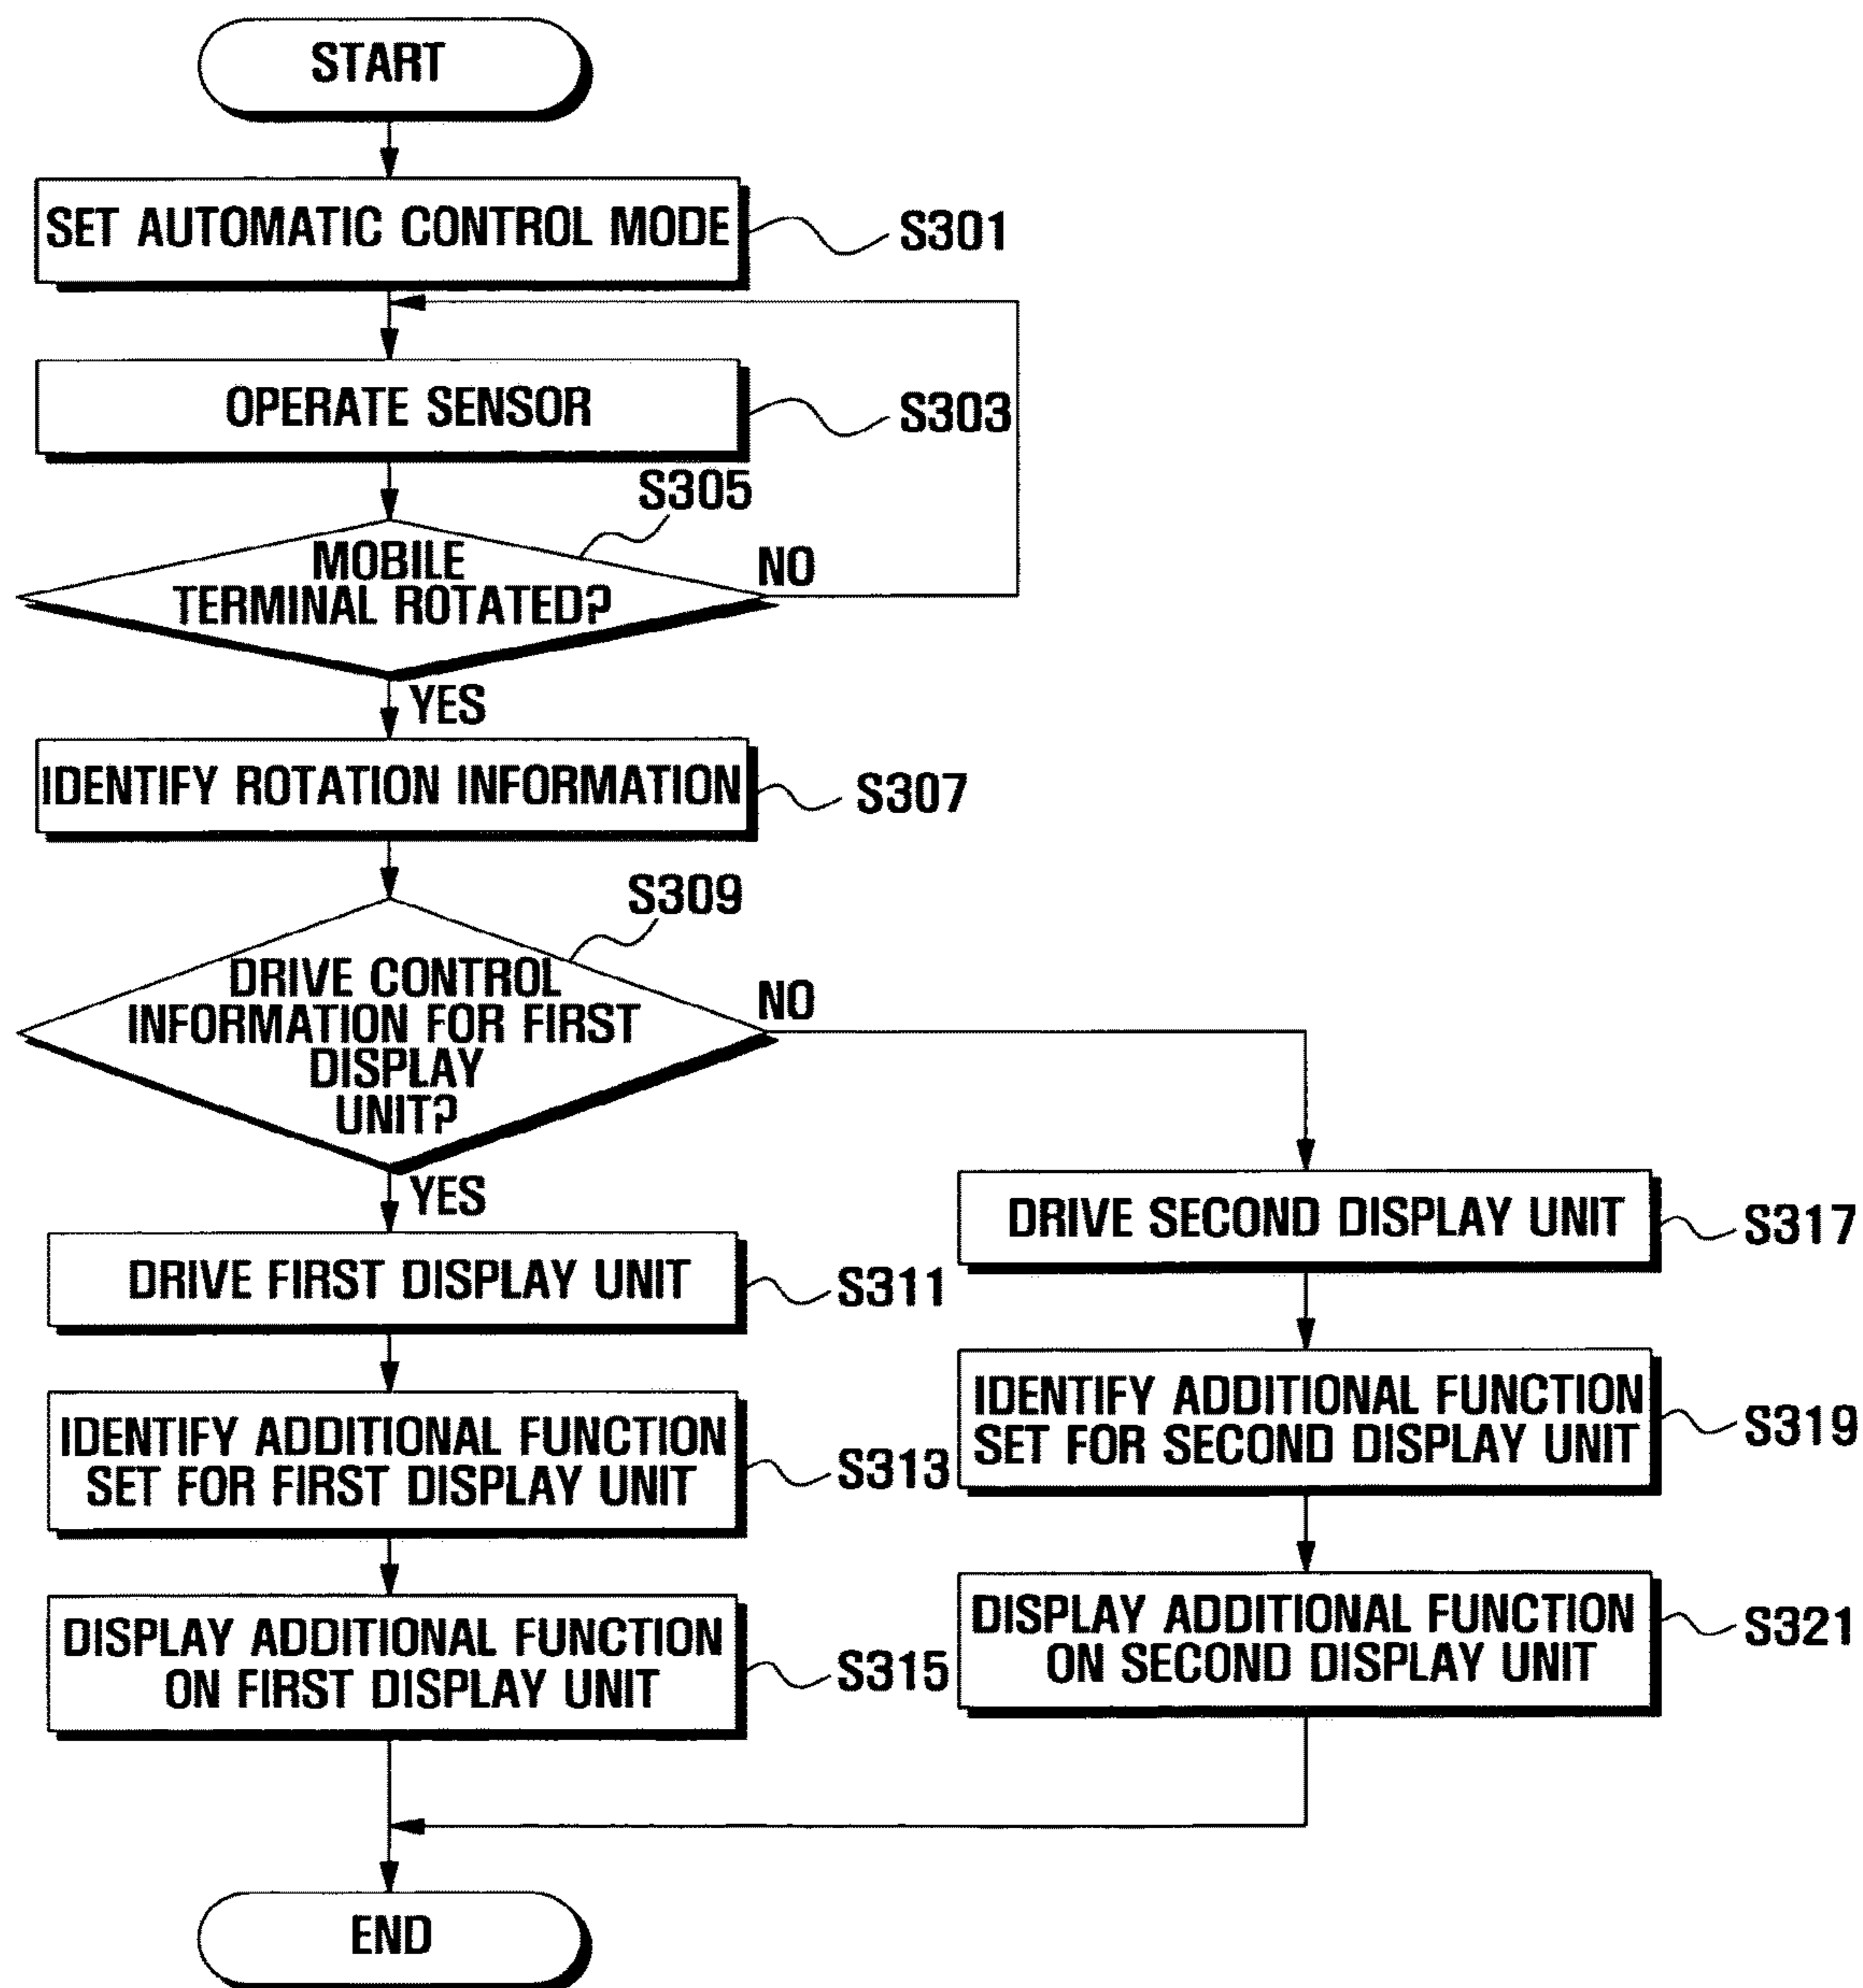 START
SET AUTOMATIC CONTROL MODE
S301
OPERATE SENSOR
S303
S305
MOBILE
TERMINAL ROTATED?
NO
YES
IDENTIFY ROTATION INFORMATION
S307
S309
DRIVE CONTROL
INFORMATION FOR FIRST
DISPLAY
UNIT?
NO
YES
DRIVE FIRST DISPLAY UNIT
S311
IDENTIFY ADDITIONAL FUNCTION
SET FOR FIRST DISPLAY UNIT
S313
DISPLAY ADDITIONAL FUNCTION
ON FIRST DISPLAY UNIT
S315
DRIVE SECOND DISPLAY UNIT
S317
IDENTIFY ADDITIONAL FUNCTION
SET FOR SECOND DISPLAY UNIT
S319
DISPLAY ADDITIONAL FUNCTION
ON SECOND DISPLAY UNIT
S321
END